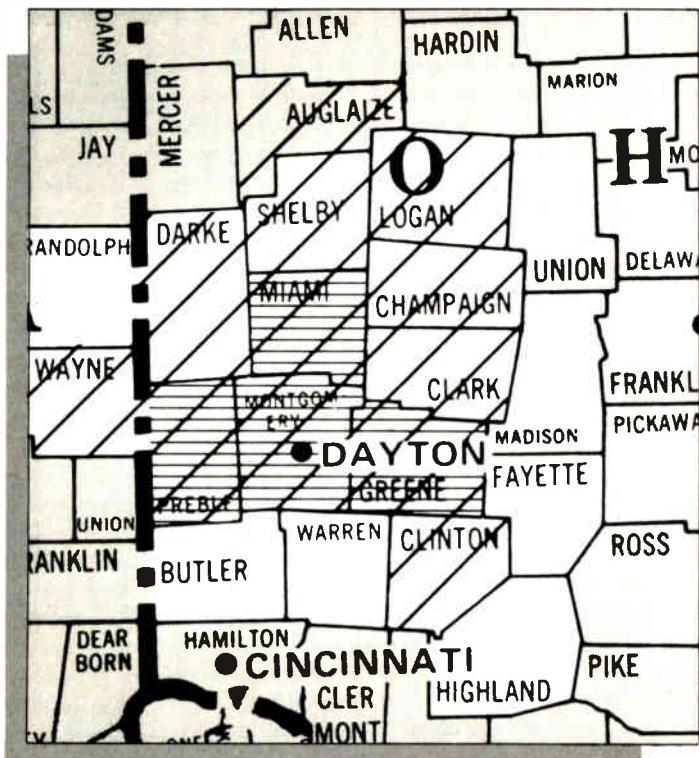 DAMS
ALLEN
HARDIN
MARION
LS
MERCER
AUGLAIZE
JAY
O
H
MO
SHELBY
LOGAN
RANDOLPH
DARKE
UNION
DELAWA
MIAMI
CHAMPAIGN
WAYNE
CLARK
FRANKL
MONTGOM
ERY
PICKAWA
MADISON
DAYTON
FAYETTE
GREENE
PREBLE
UNION
WARREN
CLINTON
RANKLIN
BUTLER
ROSS
DEAR
BORN
HAMILTON
CINCINNATI
PIKE
CLER
MONT
HIGHLAND